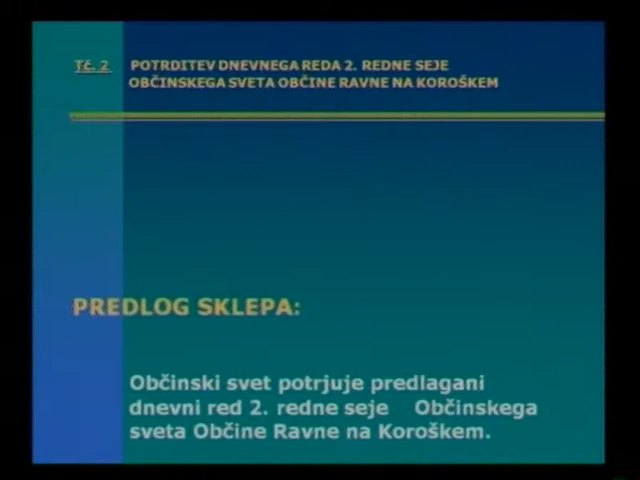 Tč. 2 POTRDITEV DNEVNEGA REDA 2. REDNE SEJE
OBČINSKEGA SVETA OBČINE RAVNE NA KOROŠKEM
PREDLOG SKLEPA:
Občinski svet potrjuje predlagani
dnevni red 2. redne seje Občinskega
sveta Občine Ravne na Koroškem.